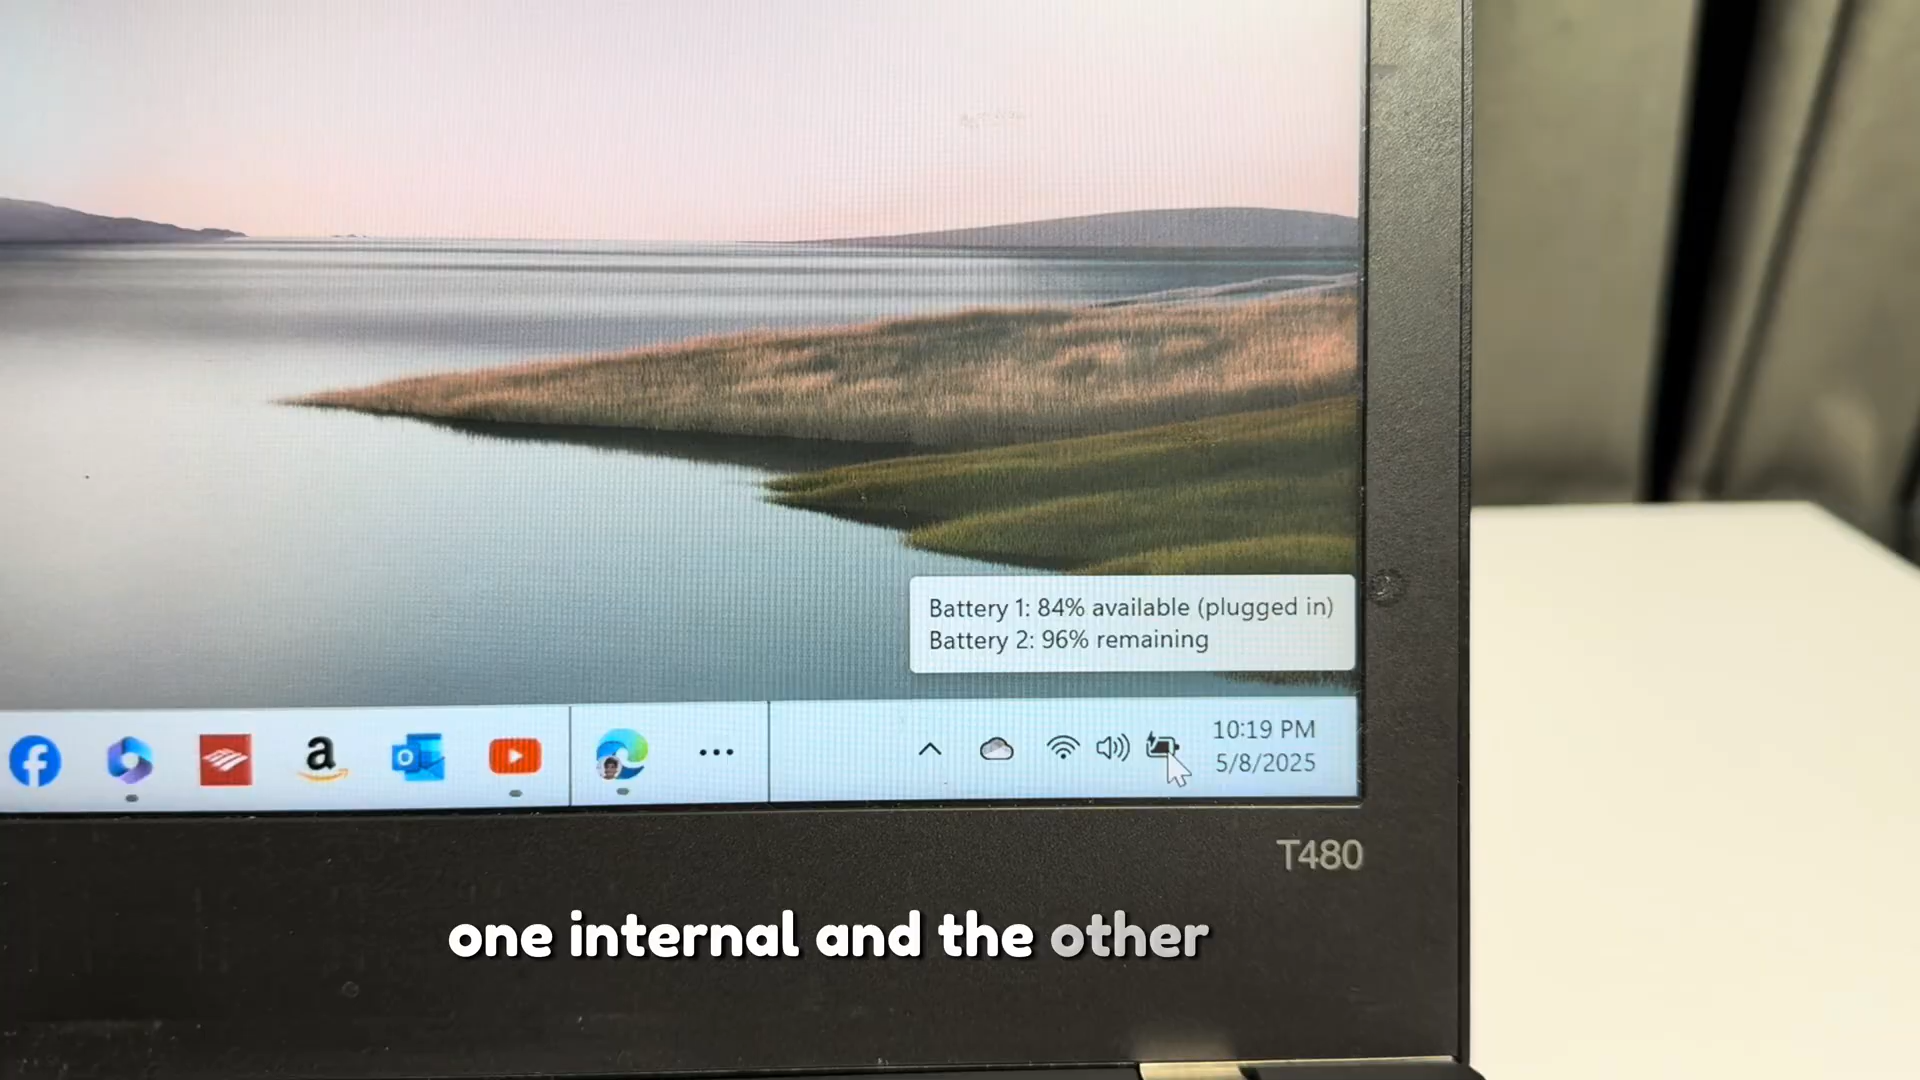 Battery 1: 84% available (plugged in)
Battery 2: 96% remaining
10:19 PM
5/8/2025
T480
one internal and the other